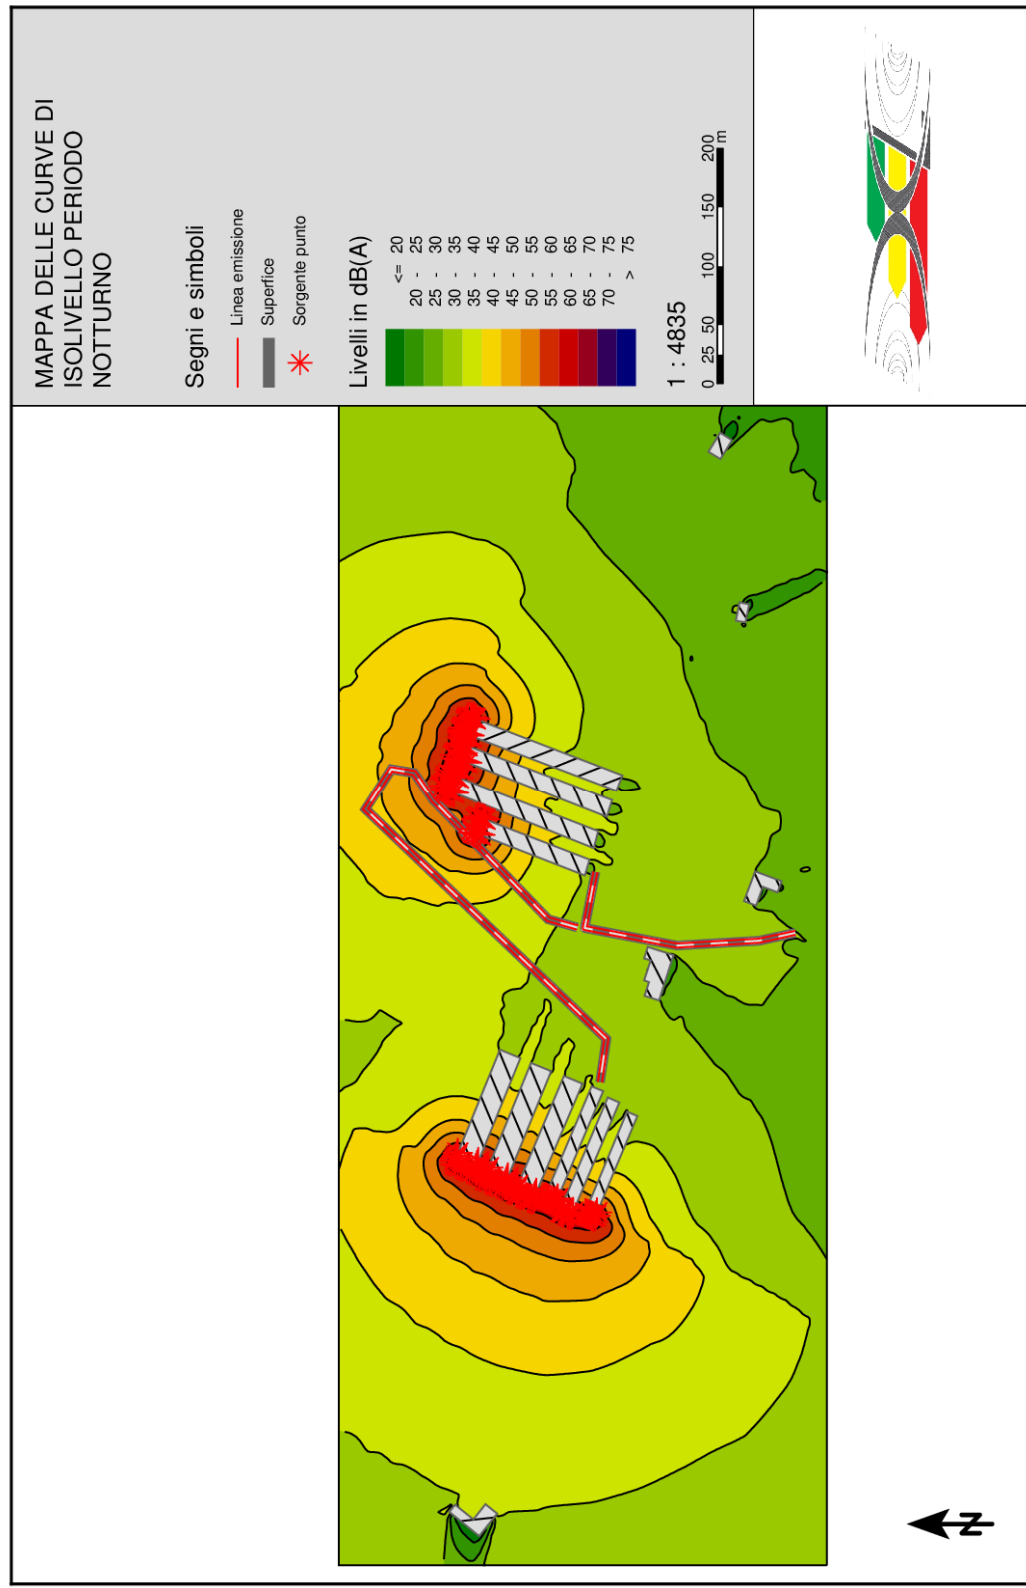 MAPPA DELLE CURVE DI
ISOLIVELLO PERIODO
NOTTURNO
Segni e simboli
Linea emissione
Superfice
Sorgente punto
Livelli in dB(A)
<= 20
20 - 25
25 - 30
30 - 35
35 - 40
40 - 45
45 - 50
50 - 55
55 - 60
60 - 65
65 - 70
70 - 75
> 75
1 : 4835
0 25 50 100 150 200
m
N